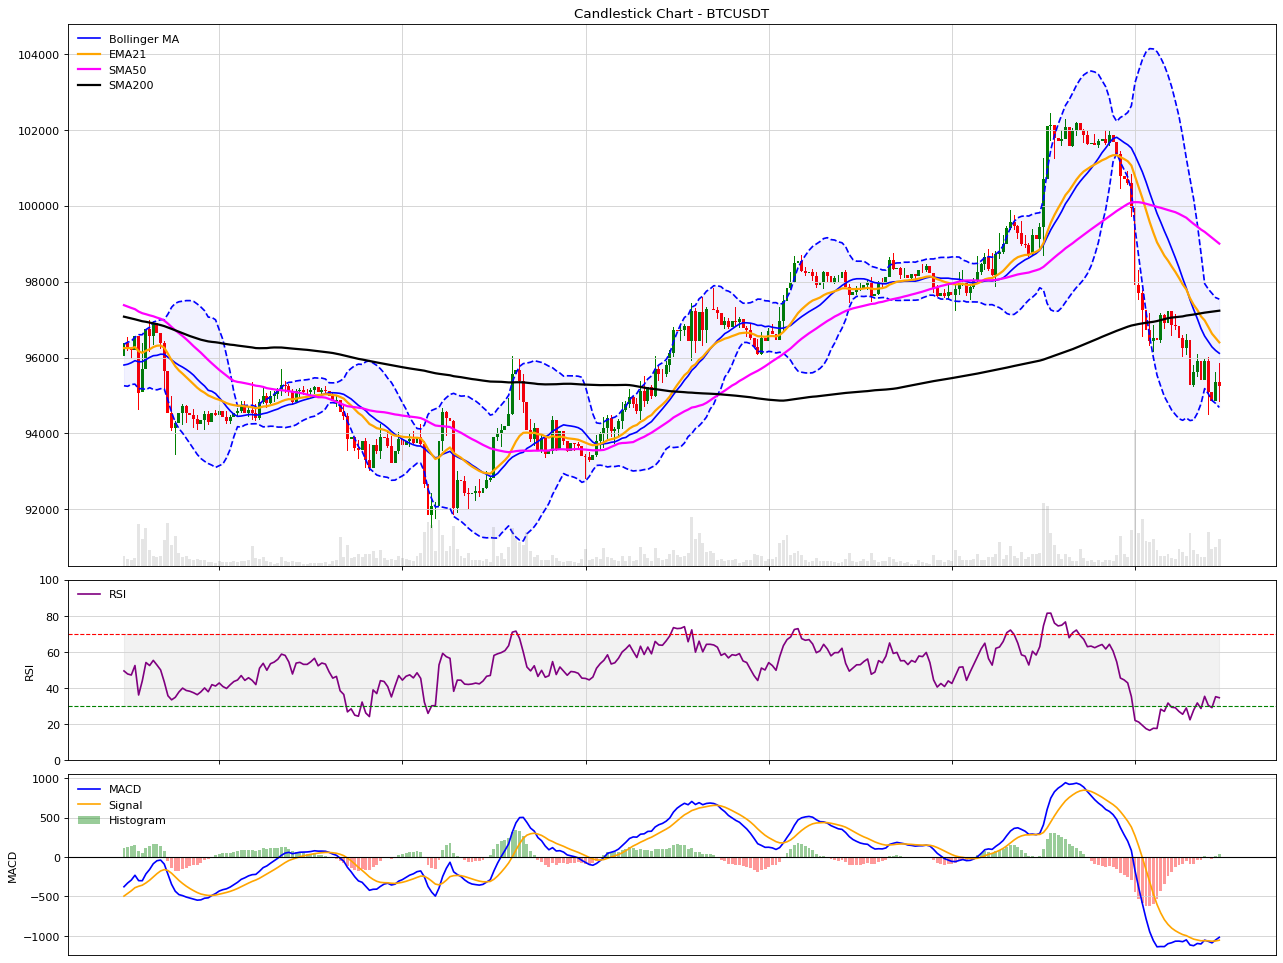 Candlestick Chart - BTCUSDT
Bollinger MA
EMA21
SMA50
SMA200
104000
102000
100000
98000
96000
94000
92000
RSI
RSI
100
80
60
40
20
0
MACD
Signal
Histogram
MACD
1000
500
0
−500
−1000